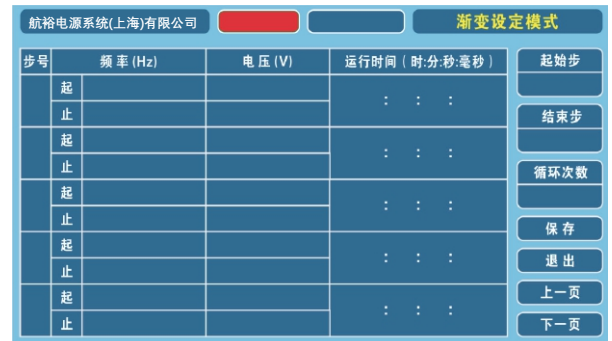 航裕电源系统(上海)有限公司 渐变设定模式
步号 频率(Hz) 电压(V) 运行时间(时:分:秒:毫秒) 起始步
起
: : :
止
结束步
起
: : :
止
循环次数
起
: : :
止
保存
起
: : :
止
退出
起
: : :
止
上一页
下一页